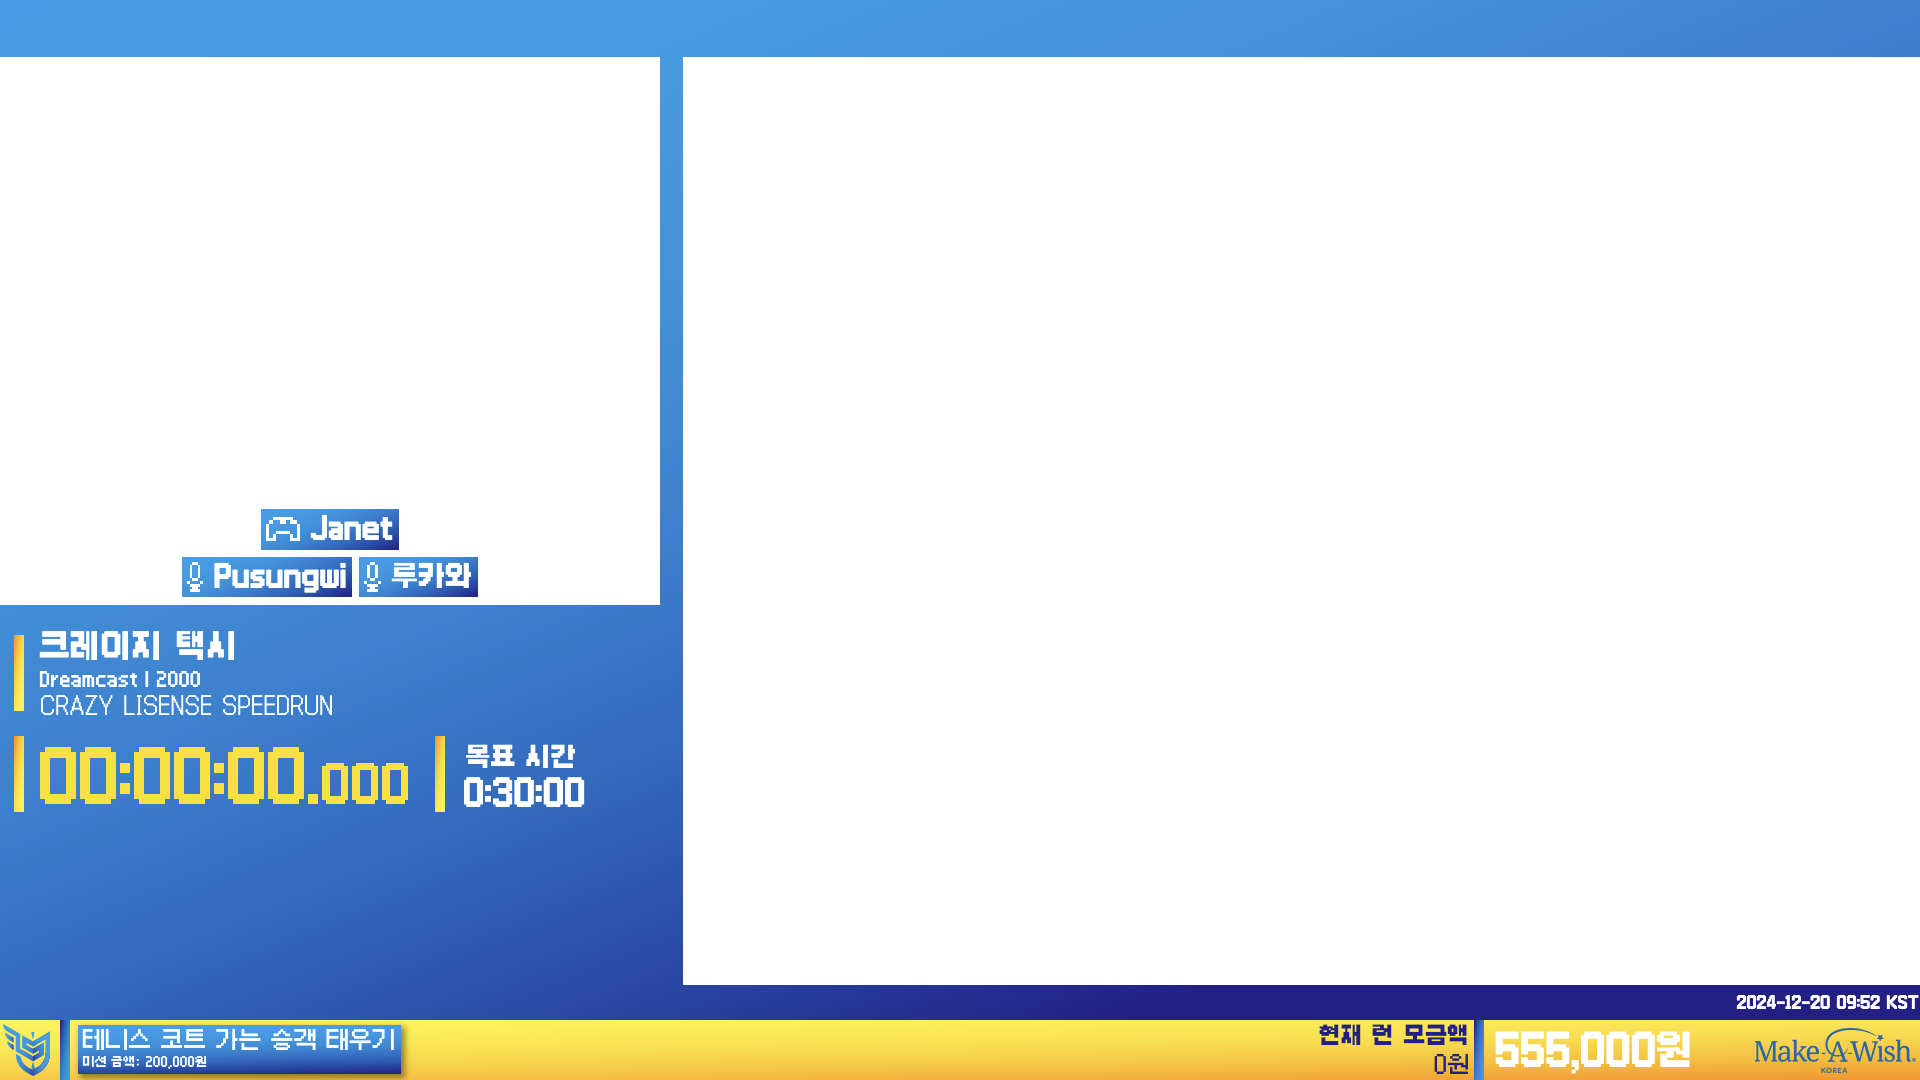 Janet
Pusungwi 루카와
크레이지 택시
Dreamcast | 2000
CRAZY LISENSE SPEEDRUN
00:00:00.000
목표 시간
0:30:00
2024-12-20 09:52 KST
테니스 코트 가는 승객 태우기
미션 금액: 200,000원
현재 런 모금액
0원
555,000원
Make-A-Wish.
KOREA